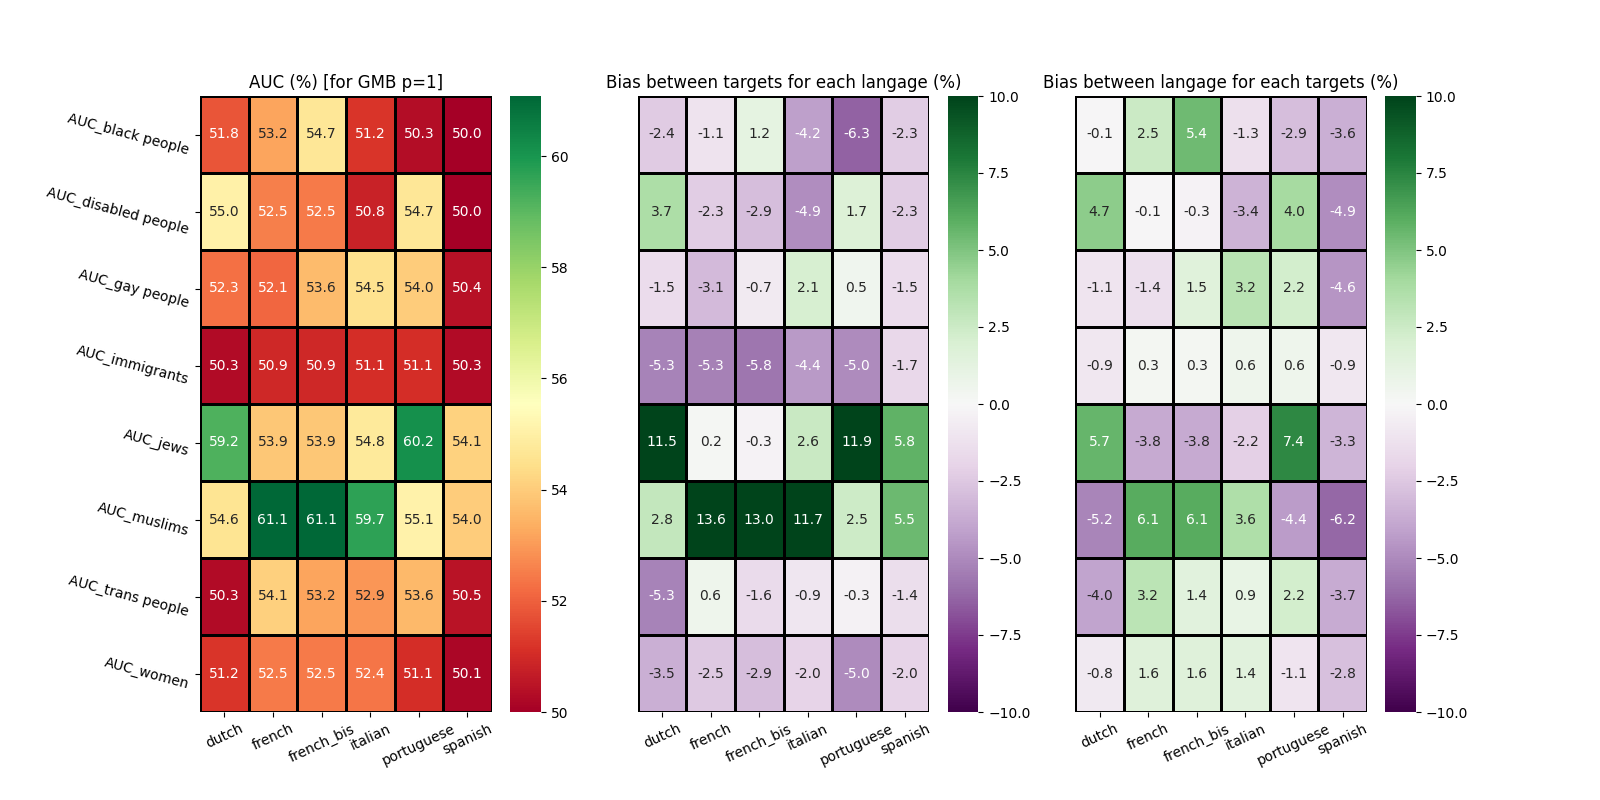 AUC (%) [for GMB p=1]
Bias between targets for each langage (%)
Bias between langage for each targets (%)
AUC_black people 51.8 53.2 54.7 51.2 50.3 50.0 -2.4 -1.1 1.2 -4.2 -6.3 -2.3 -0.1 2.5 5.4 -1.3 -2.9 -3.6
AUC_disabled people 55.0 52.5 52.5 50.8 54.7 50.0 3.7 -2.3 -2.9 -4.9 1.7 -2.3 4.7 -0.1 -0.3 -3.4 4.0 -4.9
AUC_gay people 52.3 52.1 53.6 54.5 54.0 50.4 -1.5 -3.1 -0.7 2.1 0.5 -1.5 -1.1 -1.4 1.5 3.2 2.2 -4.6
AUC_immigrants 50.3 50.9 50.9 51.1 51.1 50.3 -5.3 -5.3 -5.8 -4.4 -5.0 -1.7 -0.9 0.3 0.3 0.6 0.6 -0.9
AUC_jews 59.2 53.9 53.9 54.8 60.2 54.1 11.5 0.2 -0.3 2.6 11.9 5.8 5.7 -3.8 -3.8 -2.2 7.4 -3.3
AUC_muslims 54.6 61.1 61.1 59.7 55.1 54.0 2.8 13.6 13.0 11.7 2.5 5.5 -5.2 6.1 6.1 3.6 -4.4 -6.2
AUC_trans people 50.3 54.1 53.2 52.9 53.6 50.5 -5.3 0.6 -1.6 -0.9 -0.3 -1.4 -4.0 3.2 1.4 0.9 2.2 -3.7
AUC_women 51.2 52.5 52.5 52.4 51.1 50.1 -3.5 -2.5 -2.9 -2.0 -5.0 -2.0 -0.8 1.6 1.6 1.4 -1.1 -2.8
dutch french french_bis italian portuguese spanish
dutch french french_bis italian portuguese spanish
dutch french french_bis italian portuguese spanish
60
58
56
54
52
50
10.0
7.5
5.0
2.5
0.0
−2.5
−5.0
−7.5
−10.0
10.0
7.5
5.0
2.5
0.0
−2.5
−5.0
−7.5
−10.0